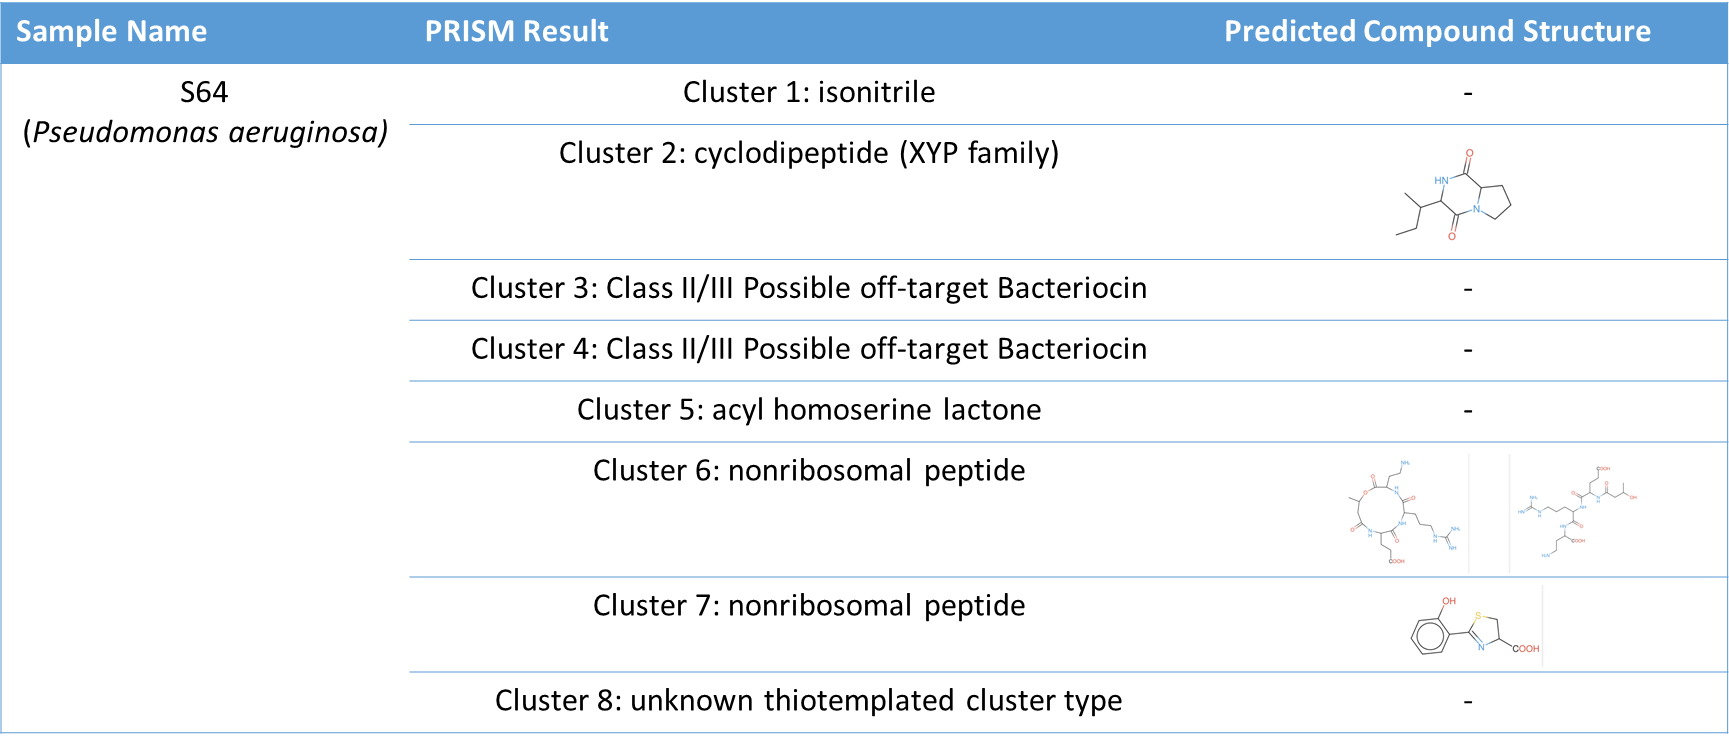 Sample Name PRISM Result Predicted Compound Structure
S64 Cluster 1: isonitrile -
(Pseudomonas aeruginosa)
Cluster 2: cyclodipeptide (XYP family)
O
HN
N
O
Cluster 3: Class II/III Possible off-target Bacteriocin -
Cluster 4: Class II/III Possible off-target Bacteriocin -
Cluster 5: acyl homoserine lactone -
Cluster 6: nonribosomal peptide
Cluster 7: nonribosomal peptide
OH
S
N
COOH
Cluster 8: unknown thiotemplated cluster type -